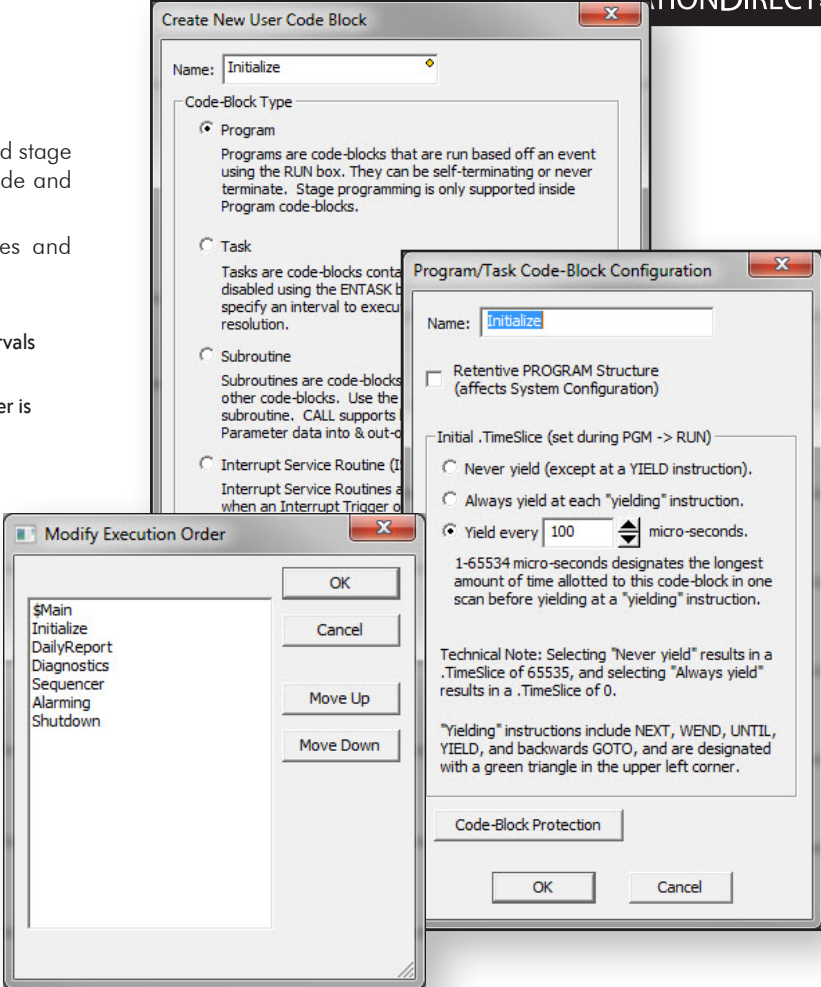 d stage
de and
es and
rvals
er is
Create New User Code Block
Name: Initialize
Code-Block Type
Program
Programs are code-blocks that are run based off an event
using the RUN box. They can be self-terminating or never
terminate. Stage programming is only supported inside
Program code-blocks.
Task
Tasks are code-blocks conta
disabled using the ENTASK b
specify an interval to execu
resolution.
Subroutine
Subroutines are code-blocks
other code-blocks. Use the
subroutine. CALL supports
Parameter data into & out-o
Interrupt Service Routine (I
Interrupt Service Routines a
when an Interrupt Trigger o
Program/Task Code-Block Configuration
Name: Initialize
Retentive PROGRAM Structure
(affects System Configuration)
Initial .TimeSlice (set during PGM -> RUN)
Never yield (except at a YIELD instruction).
Always yield at each "yielding" instruction.
Yield every 100 micro-seconds.
1-65534 micro-seconds designates the longest
amount of time allotted to this code-block in one
scan before yielding at a "yielding" instruction.
Technical Note: Selecting "Never yield" results in a
.TimeSlice of 65535, and selecting "Always yield"
results in a .TimeSlice of 0.
"Yielding" instructions include NEXT, WEND, UNTIL,
YIELD, and backwards GOTO, and are designated
with a green triangle in the upper left corner.
Code-Block Protection
OK
Cancel
Modify Execution Order
$Main
Initialize
DailyReport
Diagnostics
Sequencer
Alarming
Shutdown
OK
Cancel
Move Up
Move Down